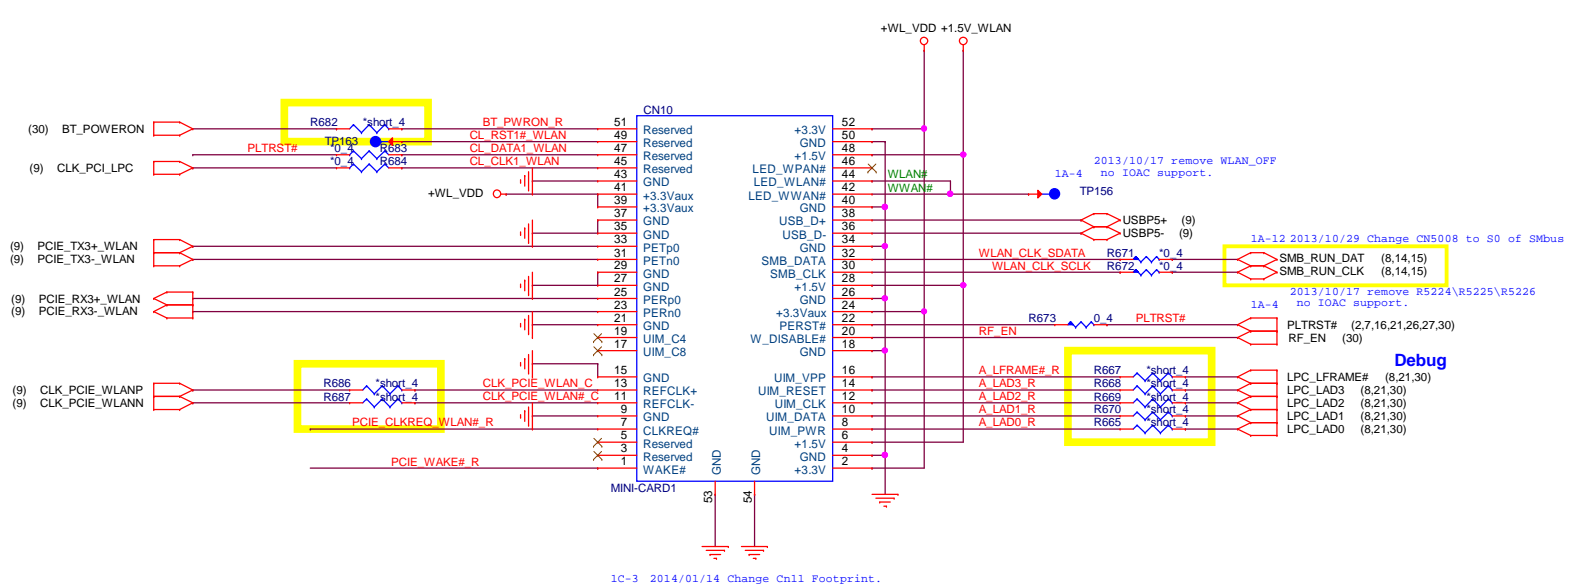 +WL_VDD +1.5V_WLAN
CN10
(30) BT_POWERON R682 *short_4 BT_PWRON_R 51 Reserved +3.3V 52
TP163 CL_RST1#_WLAN 49 Reserved GND 50
PLTRST# *0_4 R683 CL_DATA1_WLAN 47 Reserved +1.5V 48
(9) CLK_PCI_LPC *0_4 R684 CL_CLK1_WLAN 45 Reserved LED_WPAN# 46
2013/10/17 remove WLAN_OFF
1A-4 no IOAC support.
43 GND LED_WLAN# 44 WLAN#
+WL_VDD 41 +3.3Vaux LED_WWAN# 42 WWAN# TP156
39 +3.3Vaux GND 40
37 GND USB_D+ 38 USBP5+ (9)
35 GND USB_D- 36 USBP5- (9)
1A-12 2013/10/29 Change CN5008 to S0 of SMbus
(9) PCIE_TX3+_WLAN 33 PETp0 GND 34
(9) PCIE_TX3-_WLAN 31 PETn0 SMB_DATA 32 WLAN_CLK_SDATA R671 *0_4 SMB_RUN_DAT (8,14,15)
29 GND SMB_CLK 30 WLAN_CLK_SCLK R672 *0_4 SMB_RUN_CLK (8,14,15)
27 GND +1.5V 28
2013/10/17 remove R5224\R5225\R5226
1A-4 no IOAC support.
(9) PCIE_RX3+_WLAN 25 PERp0 GND 26
(9) PCIE_RX3-_WLAN 23 PERn0 +3.3Vaux 24
21 GND PERST# 22 R673 0_4 PLTRST# PLTRST# (2,7,16,21,26,27,30)
19 UIM_C4 W_DISABLE# 20 RF_EN RF_EN (30)
17 UIM_C8 GND 18
Debug
15 GND UIM_VPP 16 A_LFRAME#_R R667 *short_4 LPC_LFRAME# (8,21,30)
(9) CLK_PCIE_WLANP R686 *short_4 CLK_PCIE_WLAN_C 13 REFCLK+ UIM_RESET 14 A_LAD3_R R668 *short_4 LPC_LAD3 (8,21,30)
(9) CLK_PCIE_WLANN R687 *short_4 CLK_PCIE_WLAN#_C 11 REFCLK- UIM_CLK 12 A_LAD2_R R669 *short_4 LPC_LAD2 (8,21,30)
9 GND UIM_DATA 10 A_LAD1_R R670 *short_4 LPC_LAD1 (8,21,30)
PCIE_CLKREQ_WLAN#_R 7 CLKREQ# UIM_PWR 8 A_LAD0_R R665 *short_4 LPC_LAD0 (8,21,30)
5 Reserved +1.5V 6
3 Reserved GND 4
PCIE_WAKE#_R 1 WAKE# +3.3V 2
GND GND
MINI-CARD1
53 54
1C-3 2014/01/14 Change Cn11 Footprint.